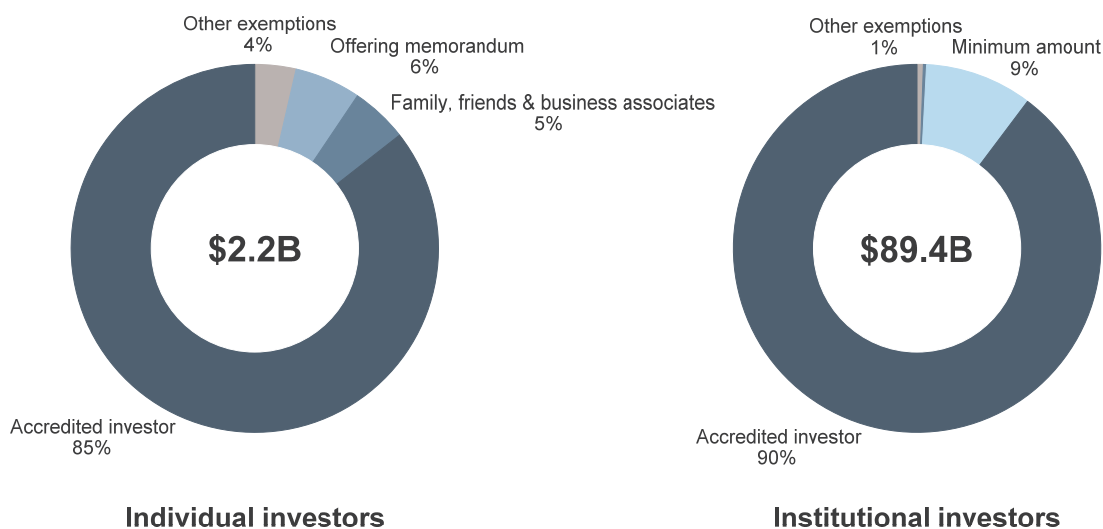 Other exemptions
4%
Offering memorandum
6%
Family, friends & business associates
5%
$2.2B
Accredited investor
85%
Individual investors
Other exemptions
1%
Minimum amount
9%
$89.4B
Accredited investor
90%
Institutional investors